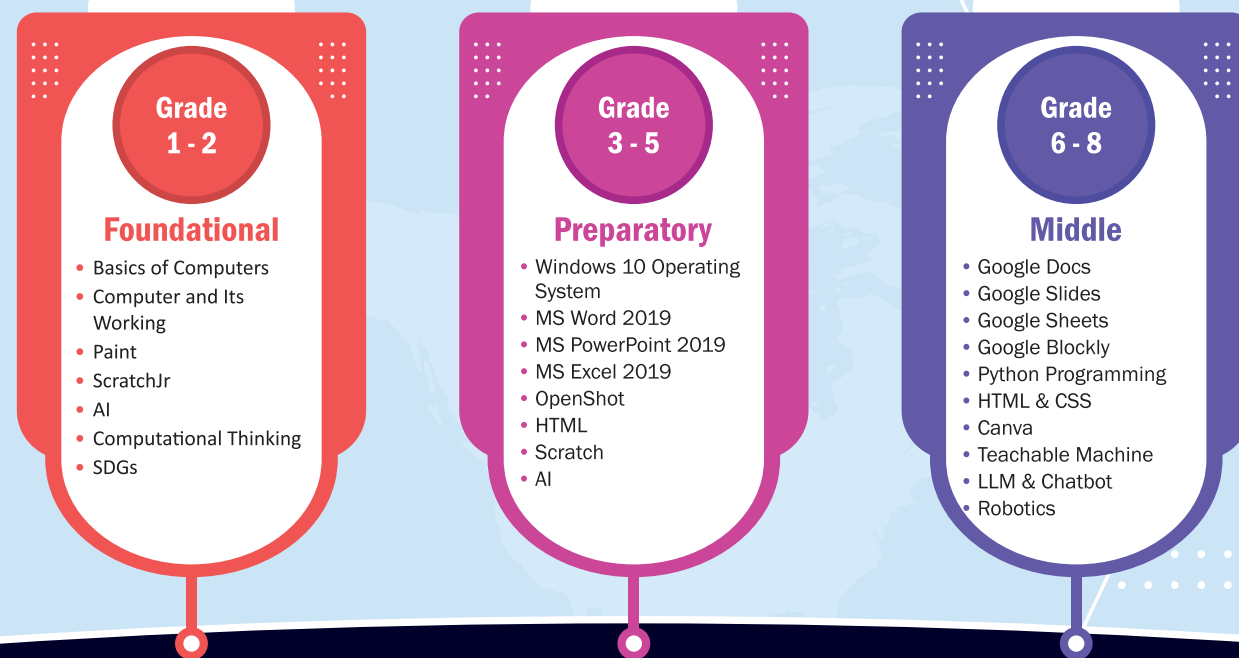 Grade
1 - 2
Foundational
• Basics of Computers
• Computer and Its
Working
• Paint
• ScratchJr
• AI
• Computational Thinking
• SDGs
Grade
3 - 5
Preparatory
• Windows 10 Operating
System
• MS Word 2019
• MS PowerPoint 2019
• MS Excel 2019
• OpenShot
• HTML
• Scratch
• AI
Grade
6 - 8
Middle
• Google Docs
• Google Slides
• Google Sheets
• Google Blockly
• Python Programming
• HTML & CSS
• Canva
• Teachable Machine
• LLM & Chatbot
• Robotics